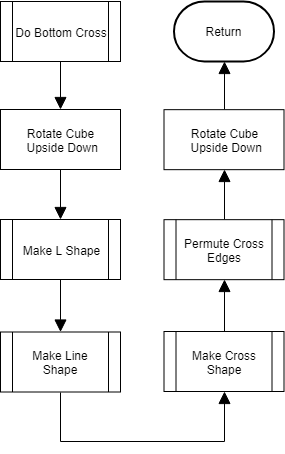 Do Bottom Cross
Rotate Cube
Upside Down
Make L Shape
Make Line
Shape
Make Cross
Shape
Permute Cross
Edges
Rotate Cube
Upside Down
Return